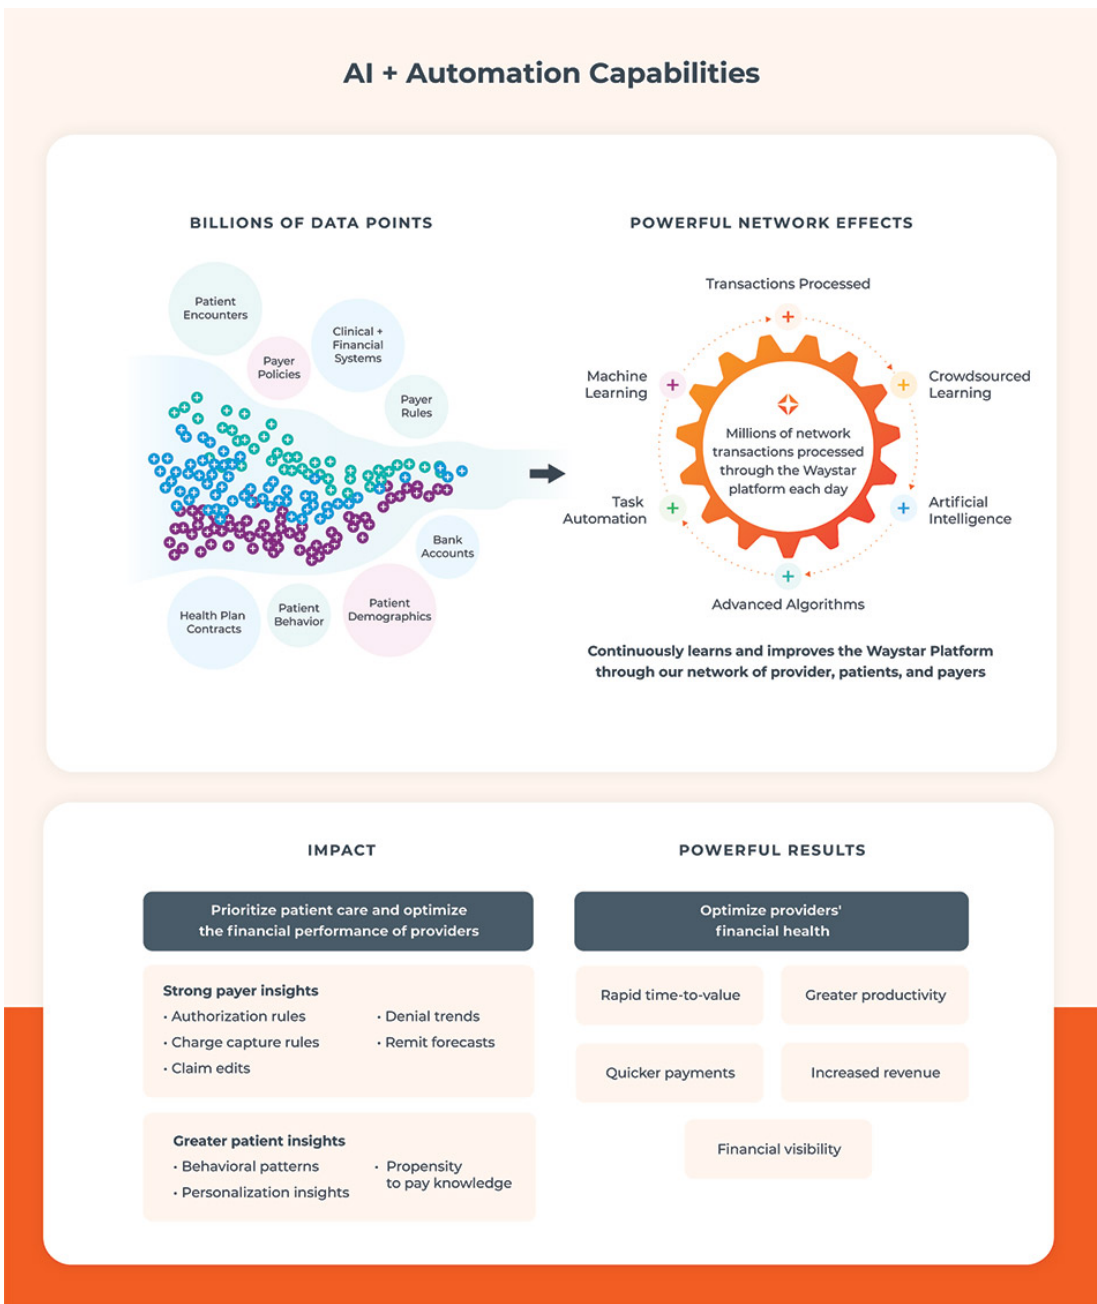 AI + Automation Capabilities
BILLIONS OF DATA POINTS
Patient
Encounters
Payer
Policies
Clinical +
Financial
Systems
Payer
Rules
Bank
Accounts
Health Plan
Contracts
Patient
Behavior
Patient
Demographics
POWERFUL NETWORK EFFECTS
Transactions Processed
Machine
Learning
Crowdsourced
Learning
Millions of network
transactions processed
through the Waystar
platform each day
Task
Automation
Artificial
Intelligence
Advanced Algorithms
Continuously learns and improves the Waystar Platform
through our network of provider, patients, and payers
IMPACT
Prioritize patient care and optimize
the financial performance of providers
Strong payer insights
· Authorization rules
· Charge capture rules
· Claim edits
· Denial trends
· Remit forecasts
Greater patient insights
· Behavioral patterns
· Personalization insights
· Propensity
to pay knowledge
POWERFUL RESULTS
Optimize providers'
financial health
Rapid time-to-value
Greater productivity
Quicker payments
Increased revenue
Financial visibility